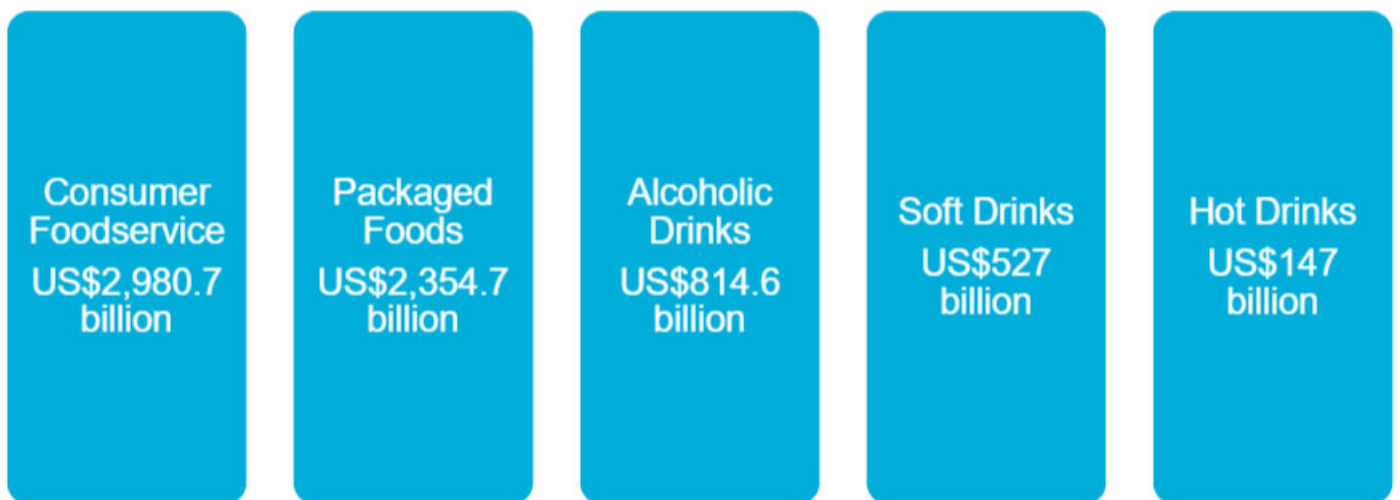 Consumer
Foodservice
US$2,980.7
billion
Packaged
Foods
US$2,354.7
billion
Alcoholic
Drinks
US$814.6
billion
Soft Drinks
US$527
billion
Hot Drinks
US$147
billion